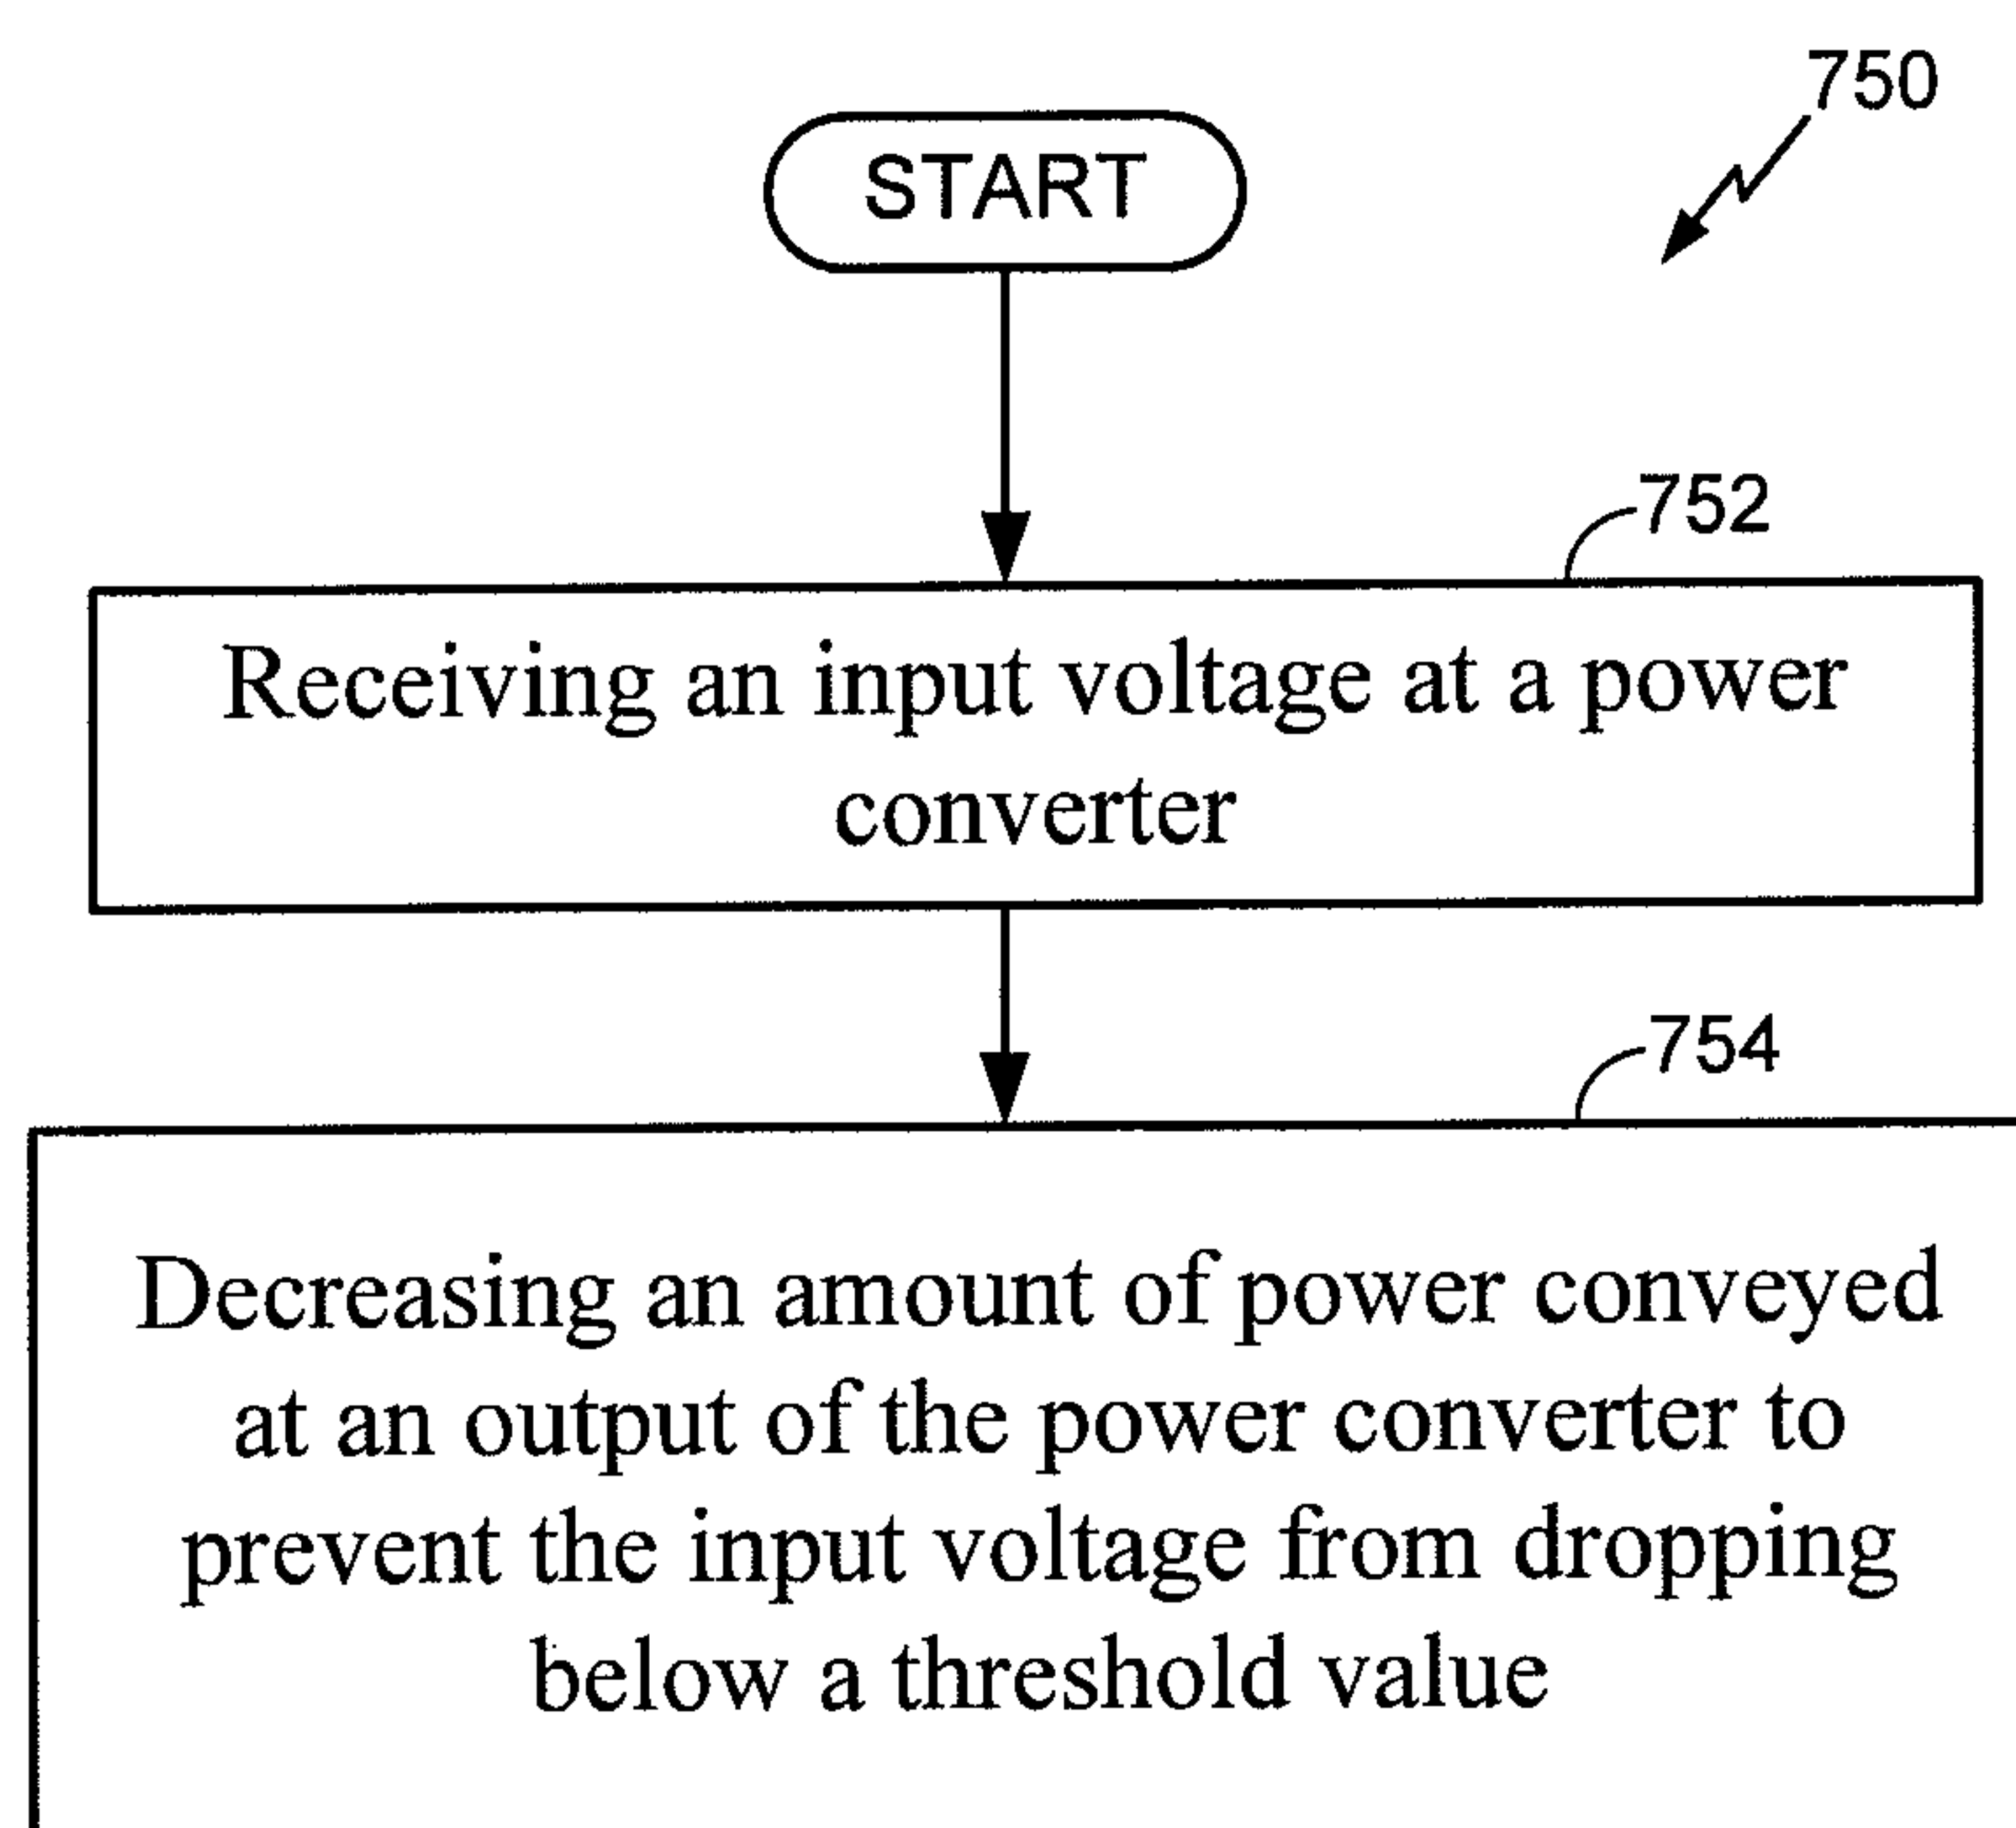 750
START
752
Receiving an input voltage at a power
converter
754
Decreasing an amount of power conveyed
at an output of the power converter to
prevent the input voltage from dropping
below a threshold value